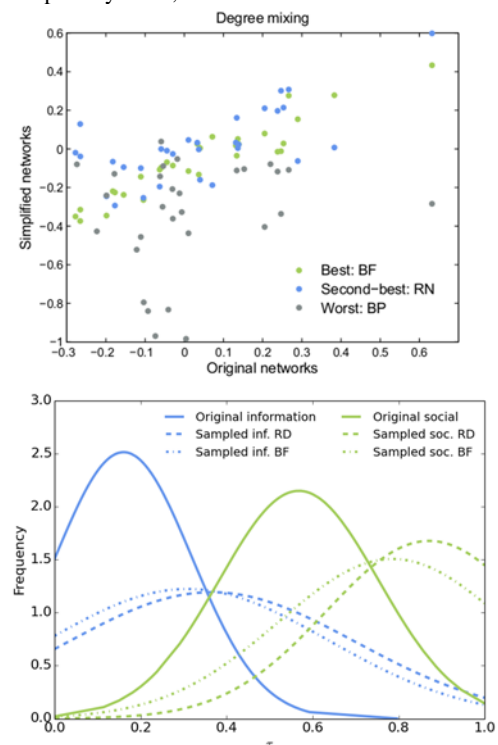 Degree mixing
0.6
0.4
0.2
0
−0.2
−0.4
−0.6
−0.8
−1
Simplified networks
Best: BF
Second−best: RN
Worst: BP
−0.3 −0.2 −0.1 0 0.1 0.2 0.3 0.4 0.5 0.6 0.7
Original networks
3.0
2.5
2.0
1.5
1.0
0.5
0.0
Frequency
Original information
Sampled inf. RD
Sampled inf. BF
Original social
Sampled soc. RD
Sampled soc. BF
0.0 0.2 0.4 0.6 0.8 1.0